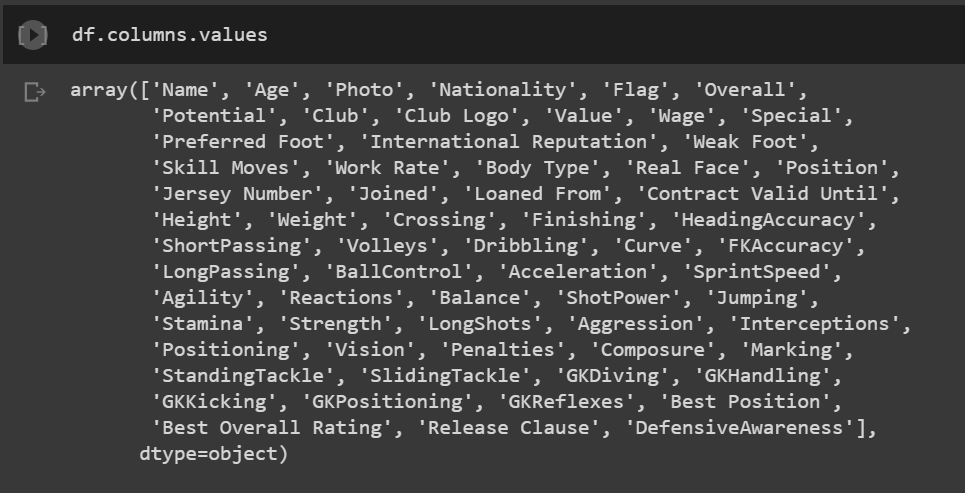 df.columns.values
array(['Name', 'Age', 'Photo', 'Nationality', 'Flag', 'Overall',
'Potential', 'Club', 'Club Logo', 'Value', 'Wage', 'Special',
'Preferred Foot', 'International Reputation', 'Weak Foot',
'Skill Moves', 'Work Rate', 'Body Type', 'Real Face', 'Position',
'Jersey Number', 'Joined', 'Loaned From', 'Contract Valid Until',
'Height', 'Weight', 'Crossing', 'Finishing', 'HeadingAccuracy',
'ShortPassing', 'Volleys', 'Dribbling', 'Curve', 'FKAccuracy',
'LongPassing', 'BallControl', 'Acceleration', 'SprintSpeed',
'Agility', 'Reactions', 'Balance', 'ShotPower', 'Jumping',
'Stamina', 'Strength', 'LongShots', 'Aggression', 'Interceptions',
'Positioning', 'Vision', 'Penalties', 'Composure', 'Marking',
'StandingTackle', 'SlidingTackle', 'GKDiving', 'GKHandling',
'GKKicking', 'GKPositioning', 'GKReflexes', 'Best Position',
'Best Overall Rating', 'Release Clause', 'DefensiveAwareness'],
dtype=object)